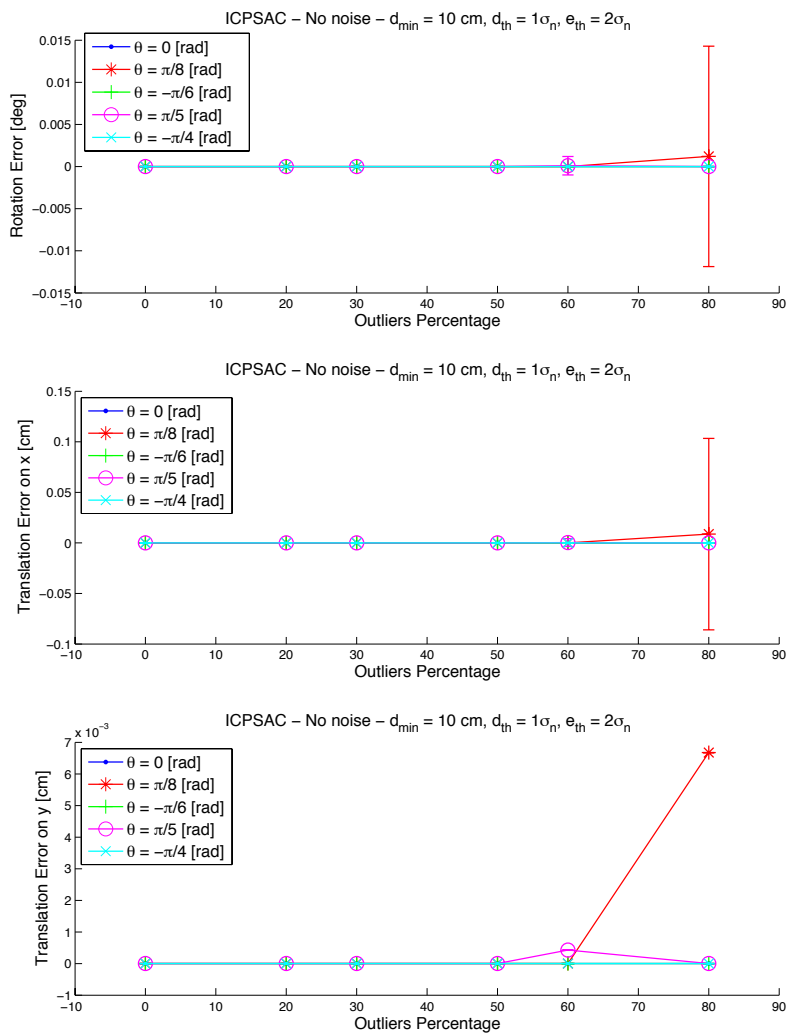 ICPSAC – No noise – d_min = 10 cm, d_th = 1σ_n, e_th = 2σ_n
θ = 0 [rad]
θ = π/8 [rad]
θ = −π/6 [rad]
θ = π/5 [rad]
θ = −π/4 [rad]
Rotation Error [deg]
0.015
0.01
0.005
0
−0.005
−0.01
−0.015
−10 0 10 20 30 40 50 60 70 80 90
Outliers Percentage
ICPSAC – No noise – d_min = 10 cm, d_th = 1σ_n, e_th = 2σ_n
θ = 0 [rad]
θ = π/8 [rad]
θ = −π/6 [rad]
θ = π/5 [rad]
θ = −π/4 [rad]
Translation Error on x [cm]
0.15
0.1
0.05
0
−0.05
−0.1
−10 0 10 20 30 40 50 60 70 80 90
Outliers Percentage
ICPSAC – No noise – d_min = 10 cm, d_th = 1σ_n, e_th = 2σ_n
x 10^−3
θ = 0 [rad]
θ = π/8 [rad]
θ = −π/6 [rad]
θ = π/5 [rad]
θ = −π/4 [rad]
Translation Error on y [cm]
7
6
5
4
3
2
1
0
−1
−10 0 10 20 30 40 50 60 70 80 90
Outliers Percentage